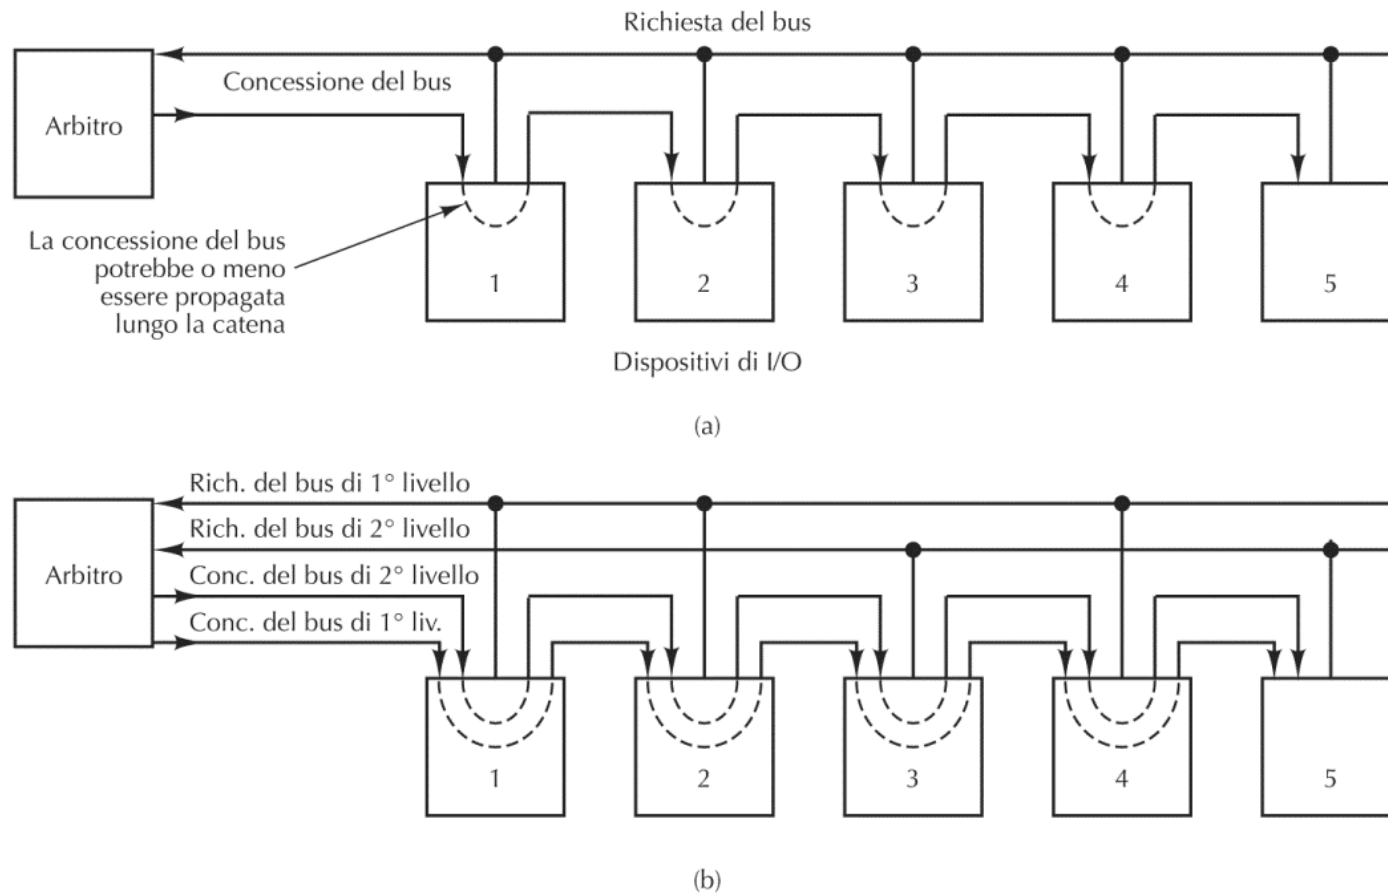 Richiesta del bus
Concessione del bus
Arbitro
La concessione del bus
potrebbe o meno
essere propagata
lungo la catena
1
2
3
4
5
Dispositivi di I/O
(a)
Rich. del bus di 1° livello
Rich. del bus di 2° livello
Arbitro
Conc. del bus di 2° livello
Conc. del bus di 1° liv.
1
2
3
4
5
(b)